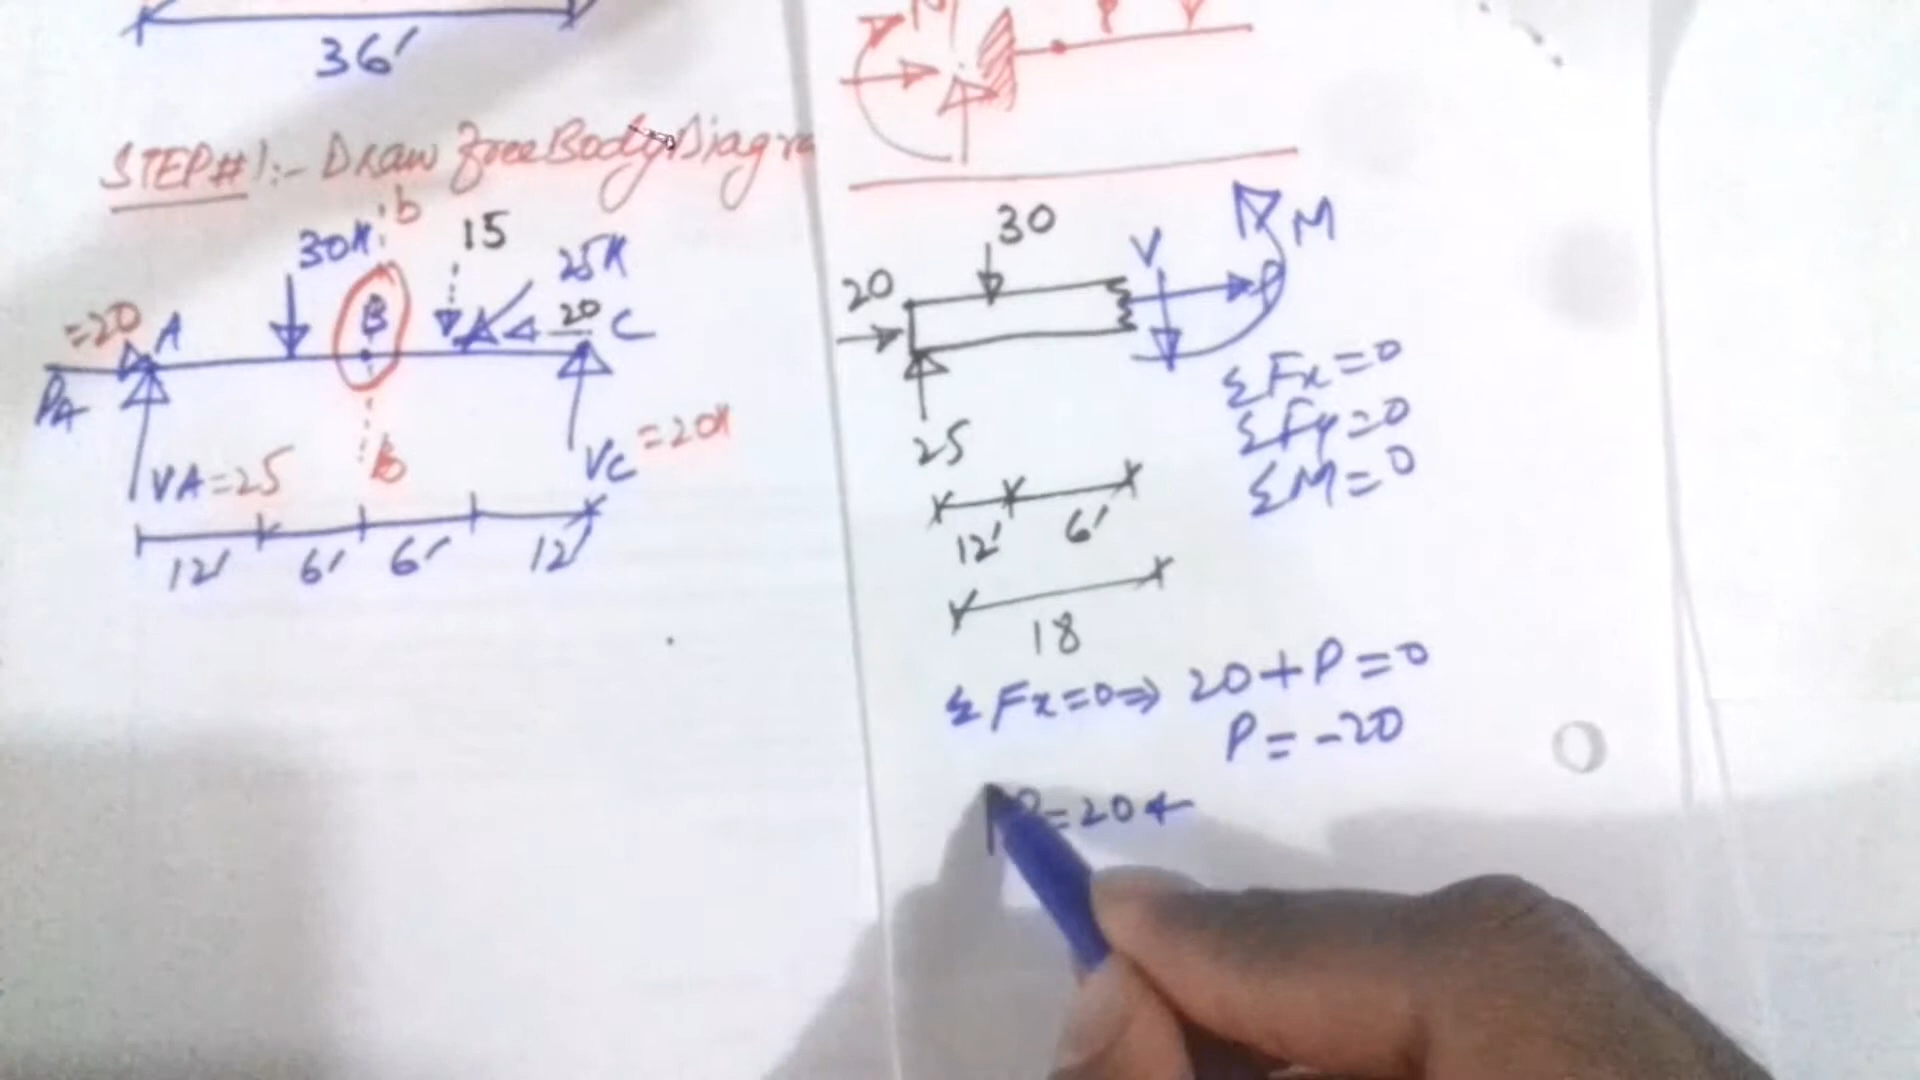 36'
STEP#1:- Draw free Body Diagra
b
30K
15
25K
=20
A
B
20
C
PA
VA=25
b
VC=20K
12' 6' 6' 12'
M
30
V
M
20
P
ΣFx=0
ΣFy=0
ΣM=0
25
12' 6'
18
ΣFx=0⇒ 20+P=0
P=-20
P=20←